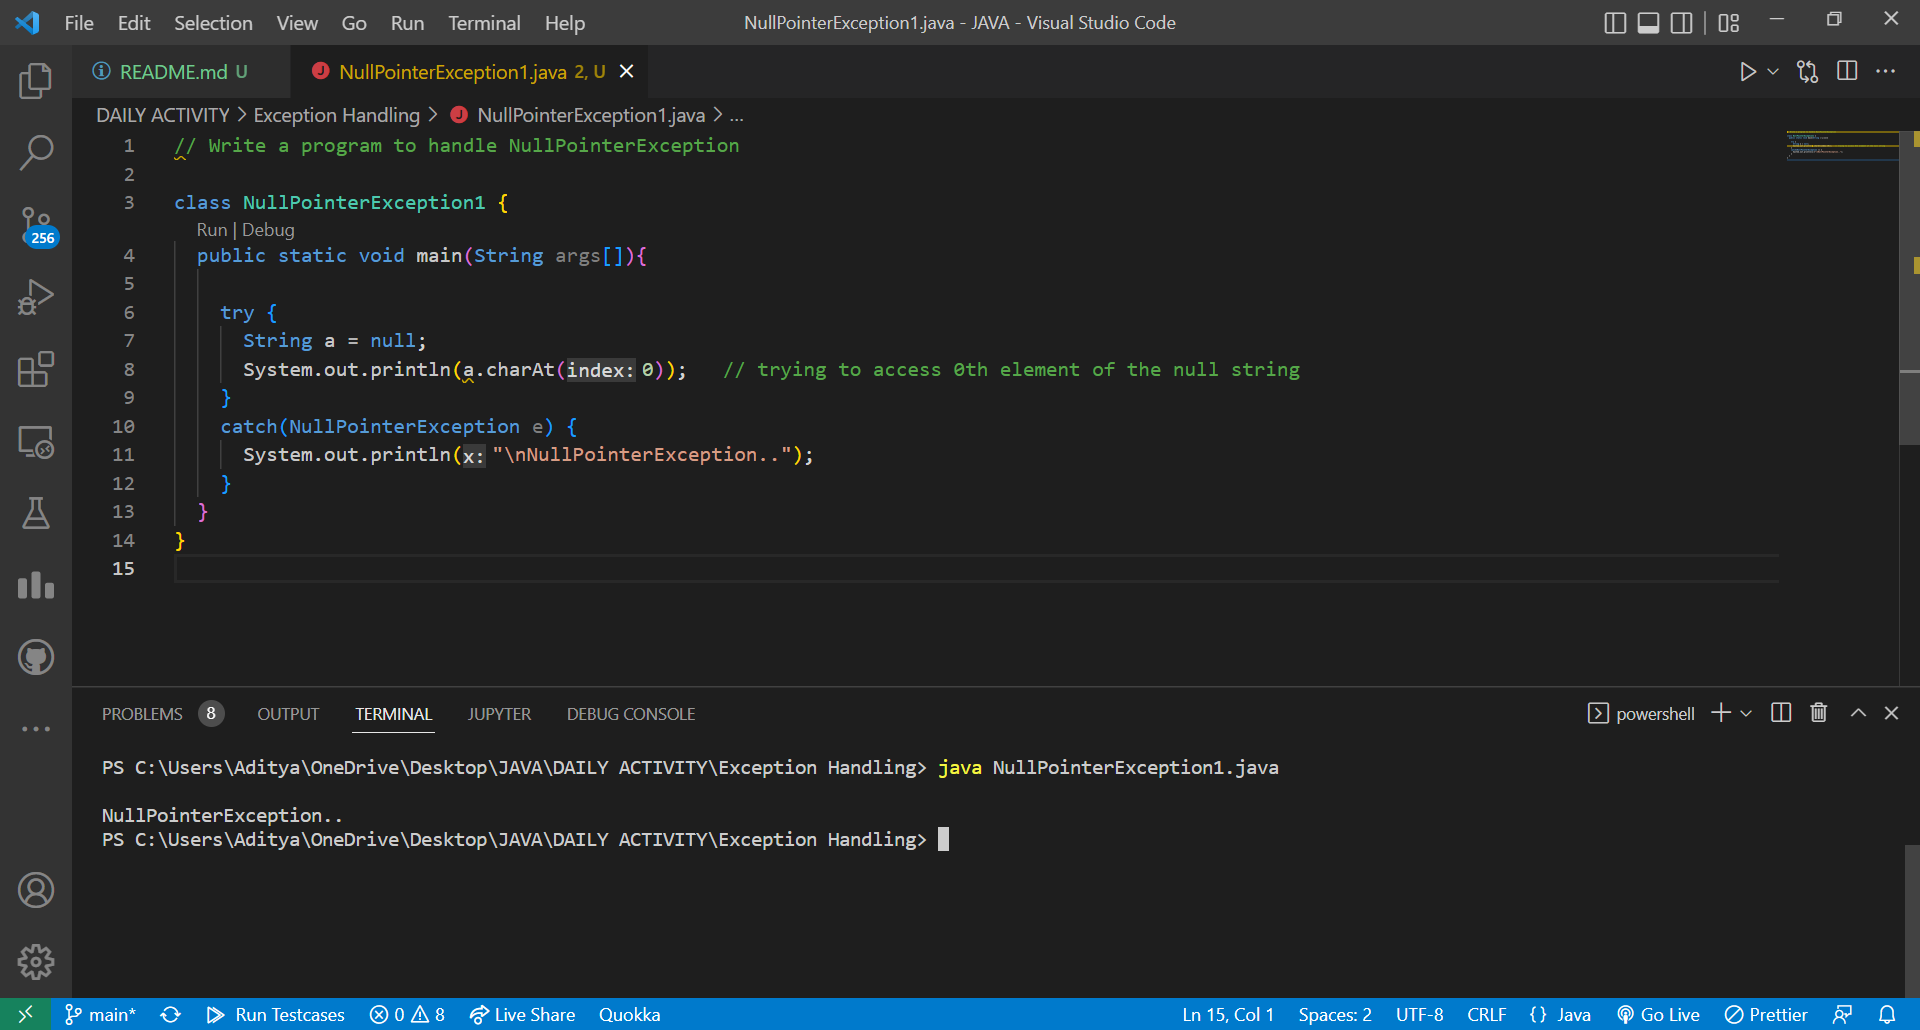 File Edit Selection View Go Run Terminal Help NullPointerException1.java - JAVA - Visual Studio Code
README.md U NullPointerException1.java 2, U
DAILY ACTIVITY > Exception Handling > J NullPointerException1.java > ...
1 // Write a program to handle NullPointerException
2
3 class NullPointerException1 {
Run | Debug
4 public static void main(String args[]){
5
6 try {
7 String a = null;
8 System.out.println(a.charAt(index: 0)); // trying to access 0th element of the null string
9 }
10 catch(NullPointerException e) {
11 System.out.println(x: "\nNullPointerException..");
12 }
13 }
14 }
15
256
PROBLEMS 8 OUTPUT TERMINAL JUPYTER DEBUG CONSOLE powershell
PS C:\Users\Aditya\OneDrive\Desktop\JAVA\DAILY ACTIVITY\Exception Handling> java NullPointerException1.java
NullPointerException..
PS C:\Users\Aditya\OneDrive\Desktop\JAVA\DAILY ACTIVITY\Exception Handling>
main* Run Testcases 0 8 Live Share Quokka Ln 15, Col 1 Spaces: 2 UTF-8 CRLF {} Java Go Live Prettier